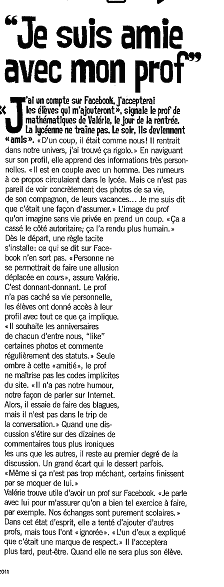 “Je suis amie
avec mon prof”
«J’ai un compte sur Facebook. J’accepterai
les élèves qui m’ajouteront», signale le prof de
mathématiques de Valérie, le jour de la rentrée.
La lycéenne ne traîne pas. Le soir, ils deviennent
«amis». «D’un coup, il était comme nous! Il rentrait
dans notre univers, j’ai trouvé ça rigolo.» En naviguant
sur son profil, elle apprend des informations très person-
nelles. «Il est en couple avec un homme. Des rumeurs
à ce propos circulaient dans le lycée. Mais ce n’est pas
pareil de voir concrètement des photos de sa vie,
de son compagnon, de leurs vacances... Je me suis dit
que c’était une façon d’assumer.» L’image du prof
qu’on imagine sans vie privée en prend un coup. «Ça a
cassé le côté autoritaire; ça l’a rendu plus humain.»
Dès le départ, une règle tacite
s’installe: ce qui se dit sur Face-
book n’en sort pas. «Personne ne
se permettrait de faire une allusion
déplacée en cours», assure Valérie.
C’est donnant-donnant. Le prof
n’a pas caché sa vie personnelle,
les élèves ont donné accès à leur
profil avec tout ce que ça implique.
«Il souhaite les anniversaires
de chacun d’entre nous, “like”
certaines photos et commente
régulièrement des statuts.» Seule
ombre à cette «amitié», le prof
ne maîtrise pas les codes implicites
du site. «Il n’a pas notre humour,
notre façon de parler sur Internet.
Alors, il essaie de faire des blagues,
mais il n’est pas dans le trip de
la conversation.» Quand une dis-
cussion s’étire sur des dizaines de
commentaires tous plus ironiques
les uns que les autres, il reste au premier degré de la
discussion. Un grand écart qui le dessert parfois.
«Même si ça n’est pas trop méchant, certains finissent
par se moquer de lui.»
Valérie trouve utile d’avoir un prof sur Facebook. «Je parle
avec lui pour m’assurer qu’on a bien tel exercice à faire,
par exemple. Nos échanges sont purement scolaires.»
Dans cet état d’esprit, elle a tenté d’ajouter d’autres
profs, mais tous l’ont «ignorée». «L’un d’eux a expliqué
que c’était une marque de respect.» Il l’acceptera
plus tard, peut-être. Quand elle ne sera plus son élève.
2011